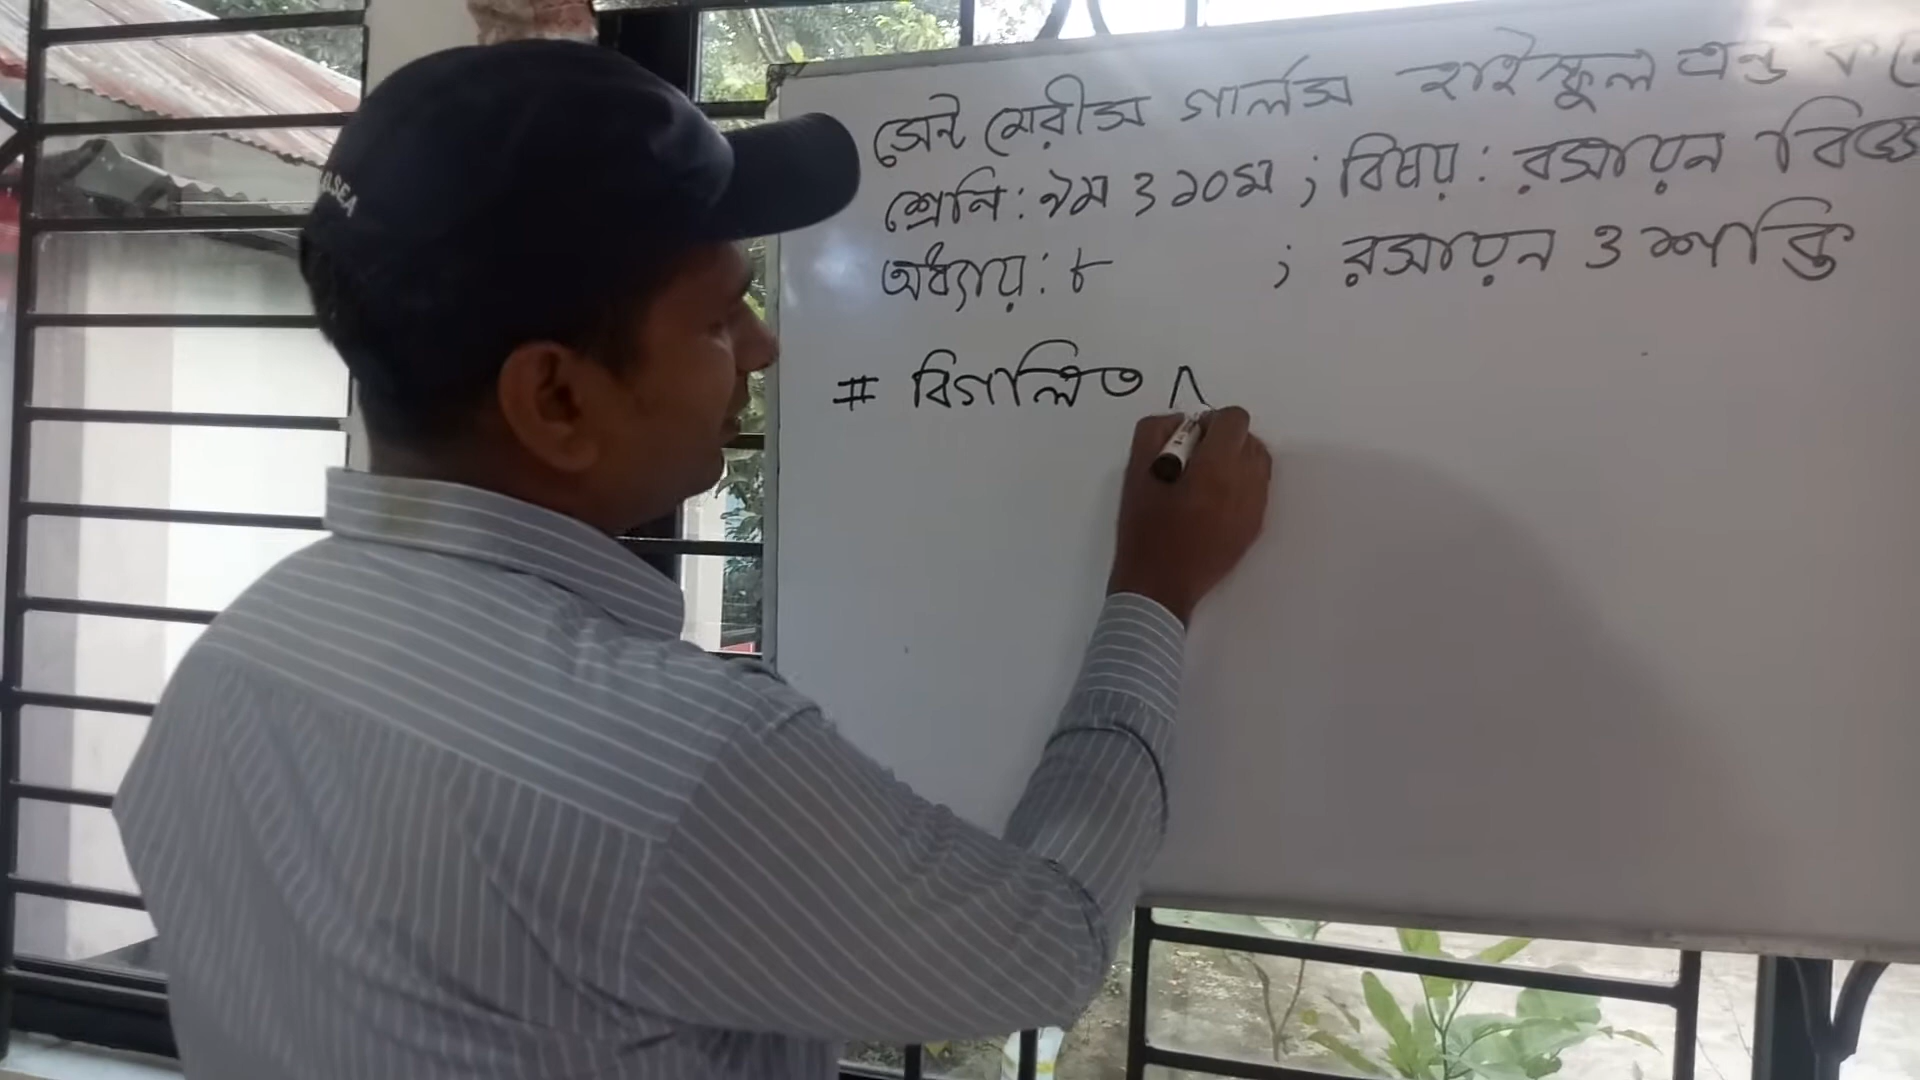 সেন্ট মেরীস গার্লস হাইস্কুল এন্ড
শ্রেনি : ৯ম ও ১০ম ; বিষয় : রসায়ন
অধ্যায় : ৮ ; রসায়ন ও শক্তি
# বিগলিত